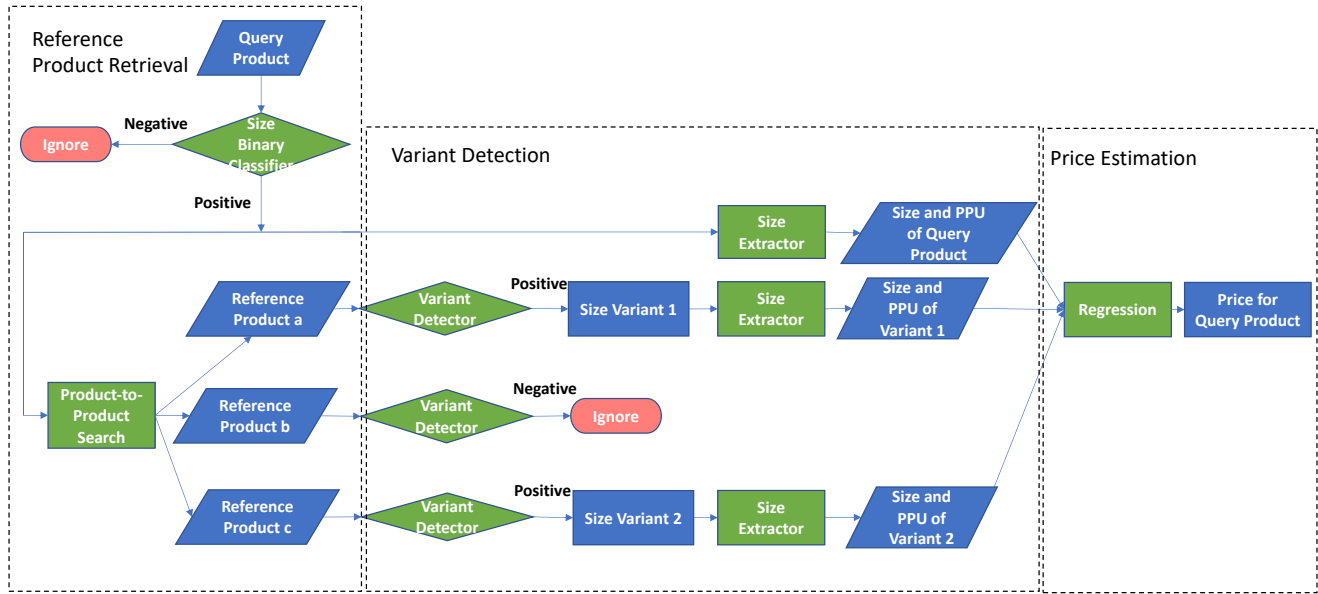 Reference
Product Retrieval
Query
Product
Negative
Ignore
Size
Binary
Classifier
Positive
Variant Detection
Price Estimation
Size
Extractor
Size and PPU
of Query
Product
Reference
Product a
Variant
Detector
Positive
Size Variant 1
Size
Extractor
Size and
PPU of
Variant 1
Regression
Price for
Query Product
Product-to-
Product
Search
Reference
Product b
Variant
Detector
Negative
Ignore
Reference
Product c
Variant
Detector
Positive
Size Variant 2
Size
Extractor
Size and
PPU of
Variant 2